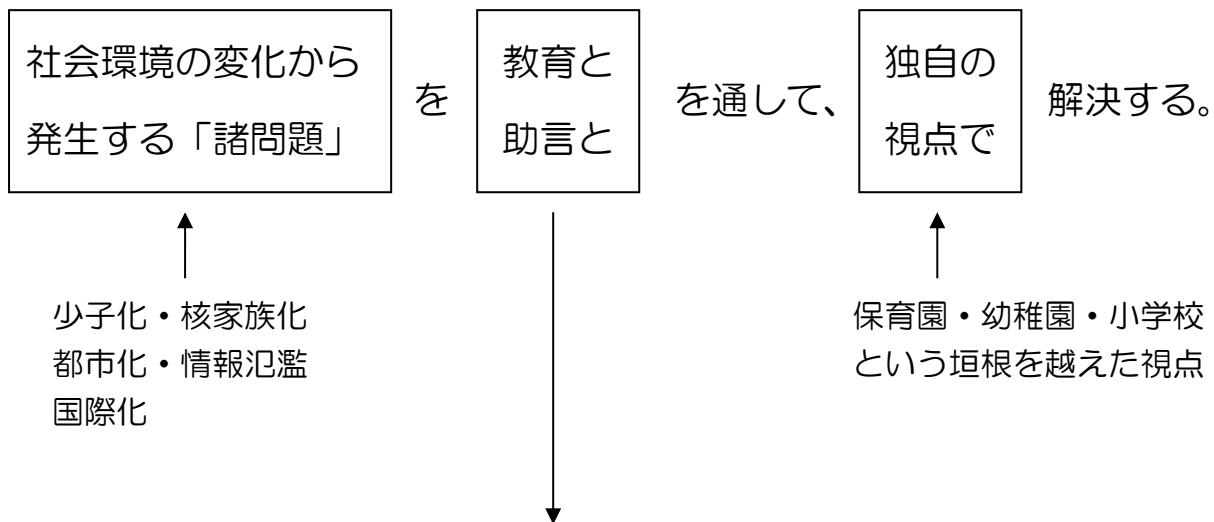 社会環境の変化から
発生する「諸問題」
を
教育と
助言と
を通して、
独自の
視点で
解決する。
少子化・核家族化
都市化・情報氾濫
国際化
保育園・幼稚園・小学校
という垣根を越えた視点